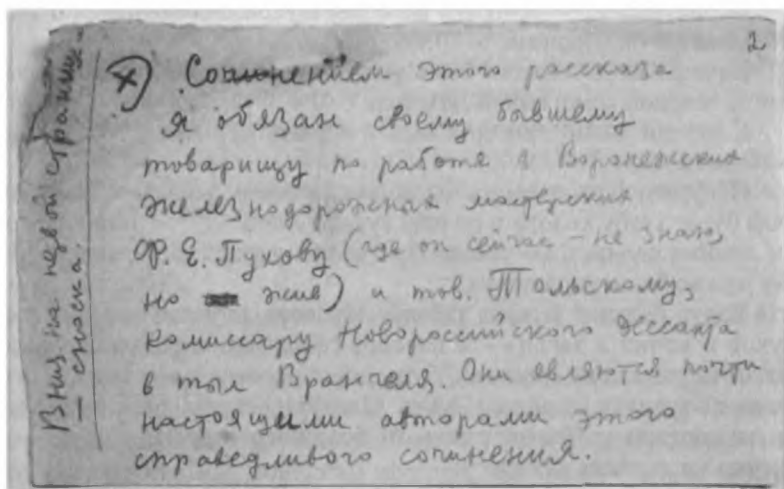 2
x) Сочинением этого рассказа
я обязан своему бывшему
товарищу по работе в Воронежских
железнодорожных мастерских
Ф. Е. Пухову (где он сейчас – не знаю,
но жив) и тов. Тольскому,
комиссару Новороссийского дессанта
в тыл Врангеля. Они являются почти
настоящими авторами этого
справедливого сочинения.
Вниз на первой странице
– сноска.